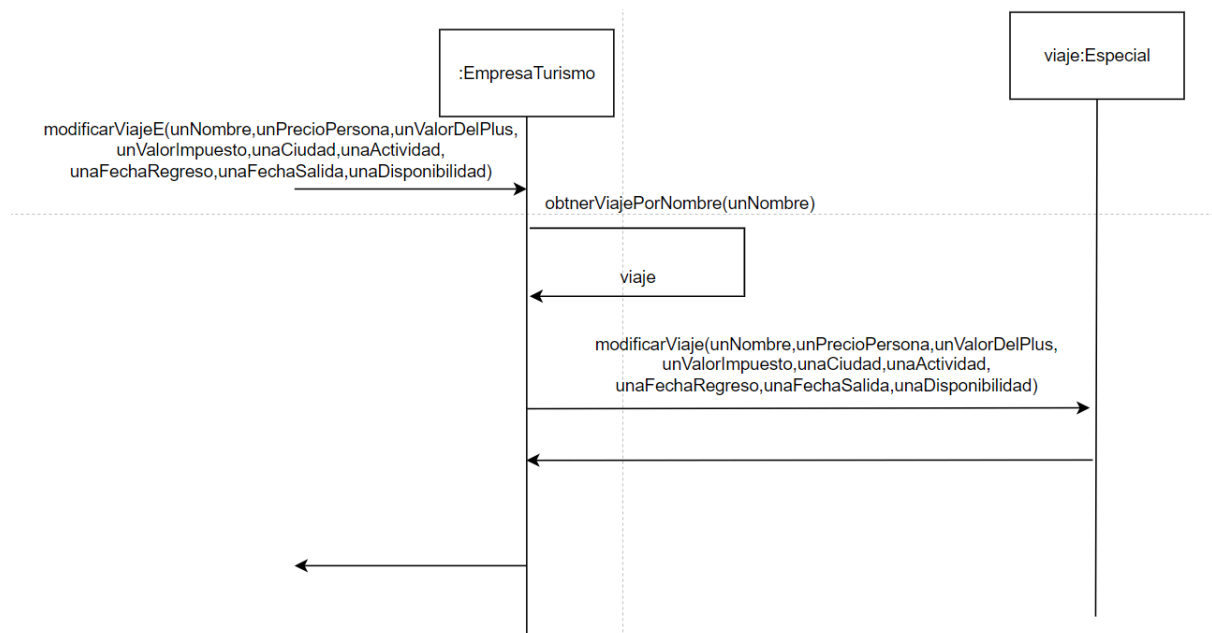 :EmpresaTurismo
viaje:Especial
modificarViajeE(unNombre,unPrecioPersona,unValorDelPlus,
unValorImpuesto,unaCiudad,unaActividad,
unaFechaRegreso,unaFechaSalida,unaDisponibilidad)
obtnerViajePorNombre(unNombre)
viaje
modificarViaje(unNombre,unPrecioPersona,unValorDelPlus,
unValorImpuesto,unaCiudad,unaActividad,
unaFechaRegreso,unaFechaSalida,unaDisponibilidad)